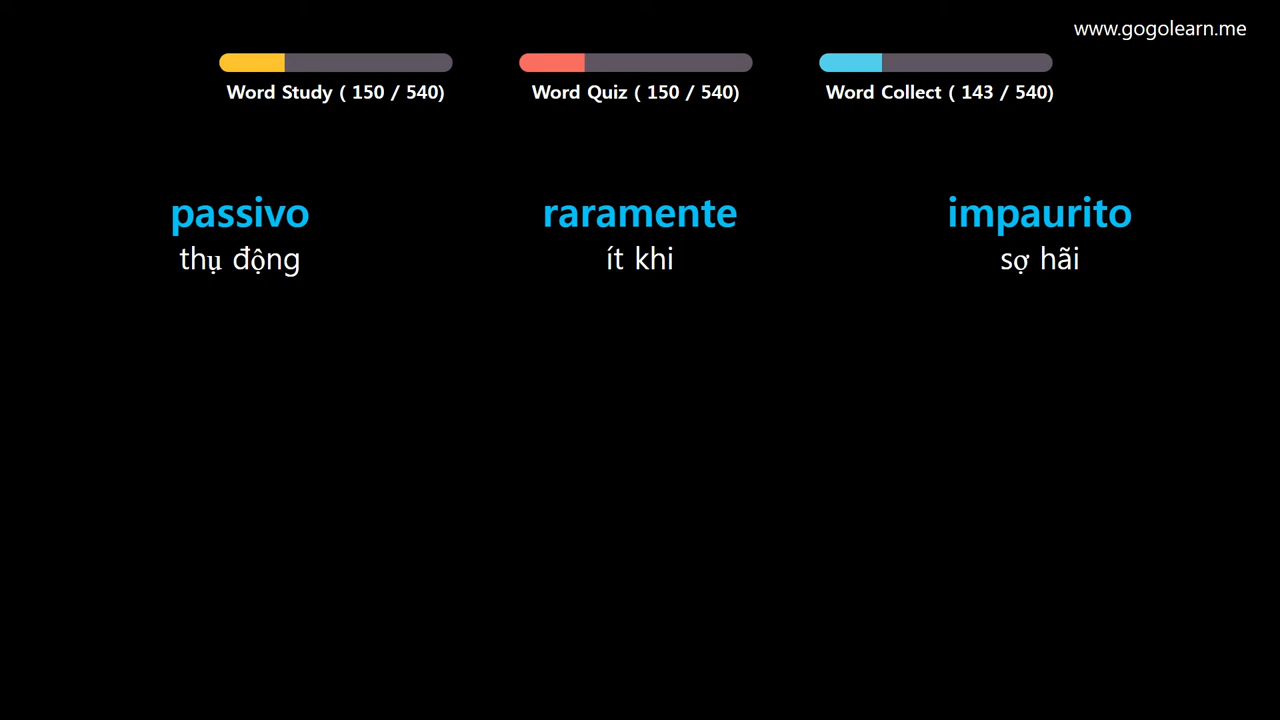 www.gogolearn.me
Word Study ( 150 / 540)
Word Quiz ( 150 / 540)
Word Collect ( 143 / 540)
passivo
thụ động
raramente
ít khi
impaurito
sợ hãi